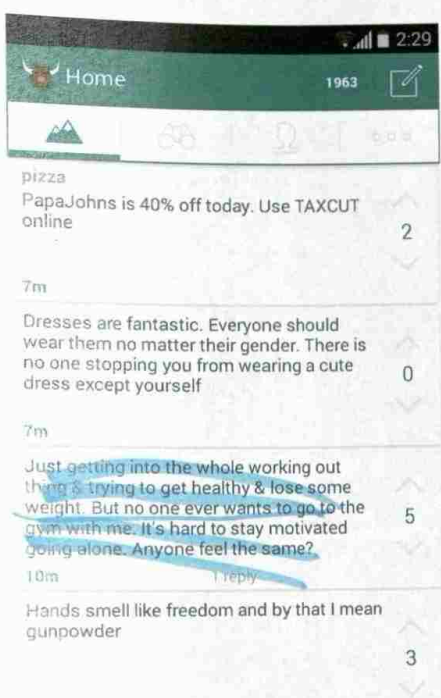 2:29
Home
1963
pizza
PapaJohns is 40% off today. Use TAXCUT
online
2
7m
Dresses are fantastic. Everyone should
wear them no matter their gender. There is
no one stopping you from wearing a cute
dress except yourself
0
7m
Just getting into the whole working out
thing & trying to get healthy & lose some
weight. But no one ever wants to go to the
gym with me. It's hard to stay motivated
going alone. Anyone feel the same?
5
10m
1 reply
Hands smell like freedom and by that I mean
gunpowder
3